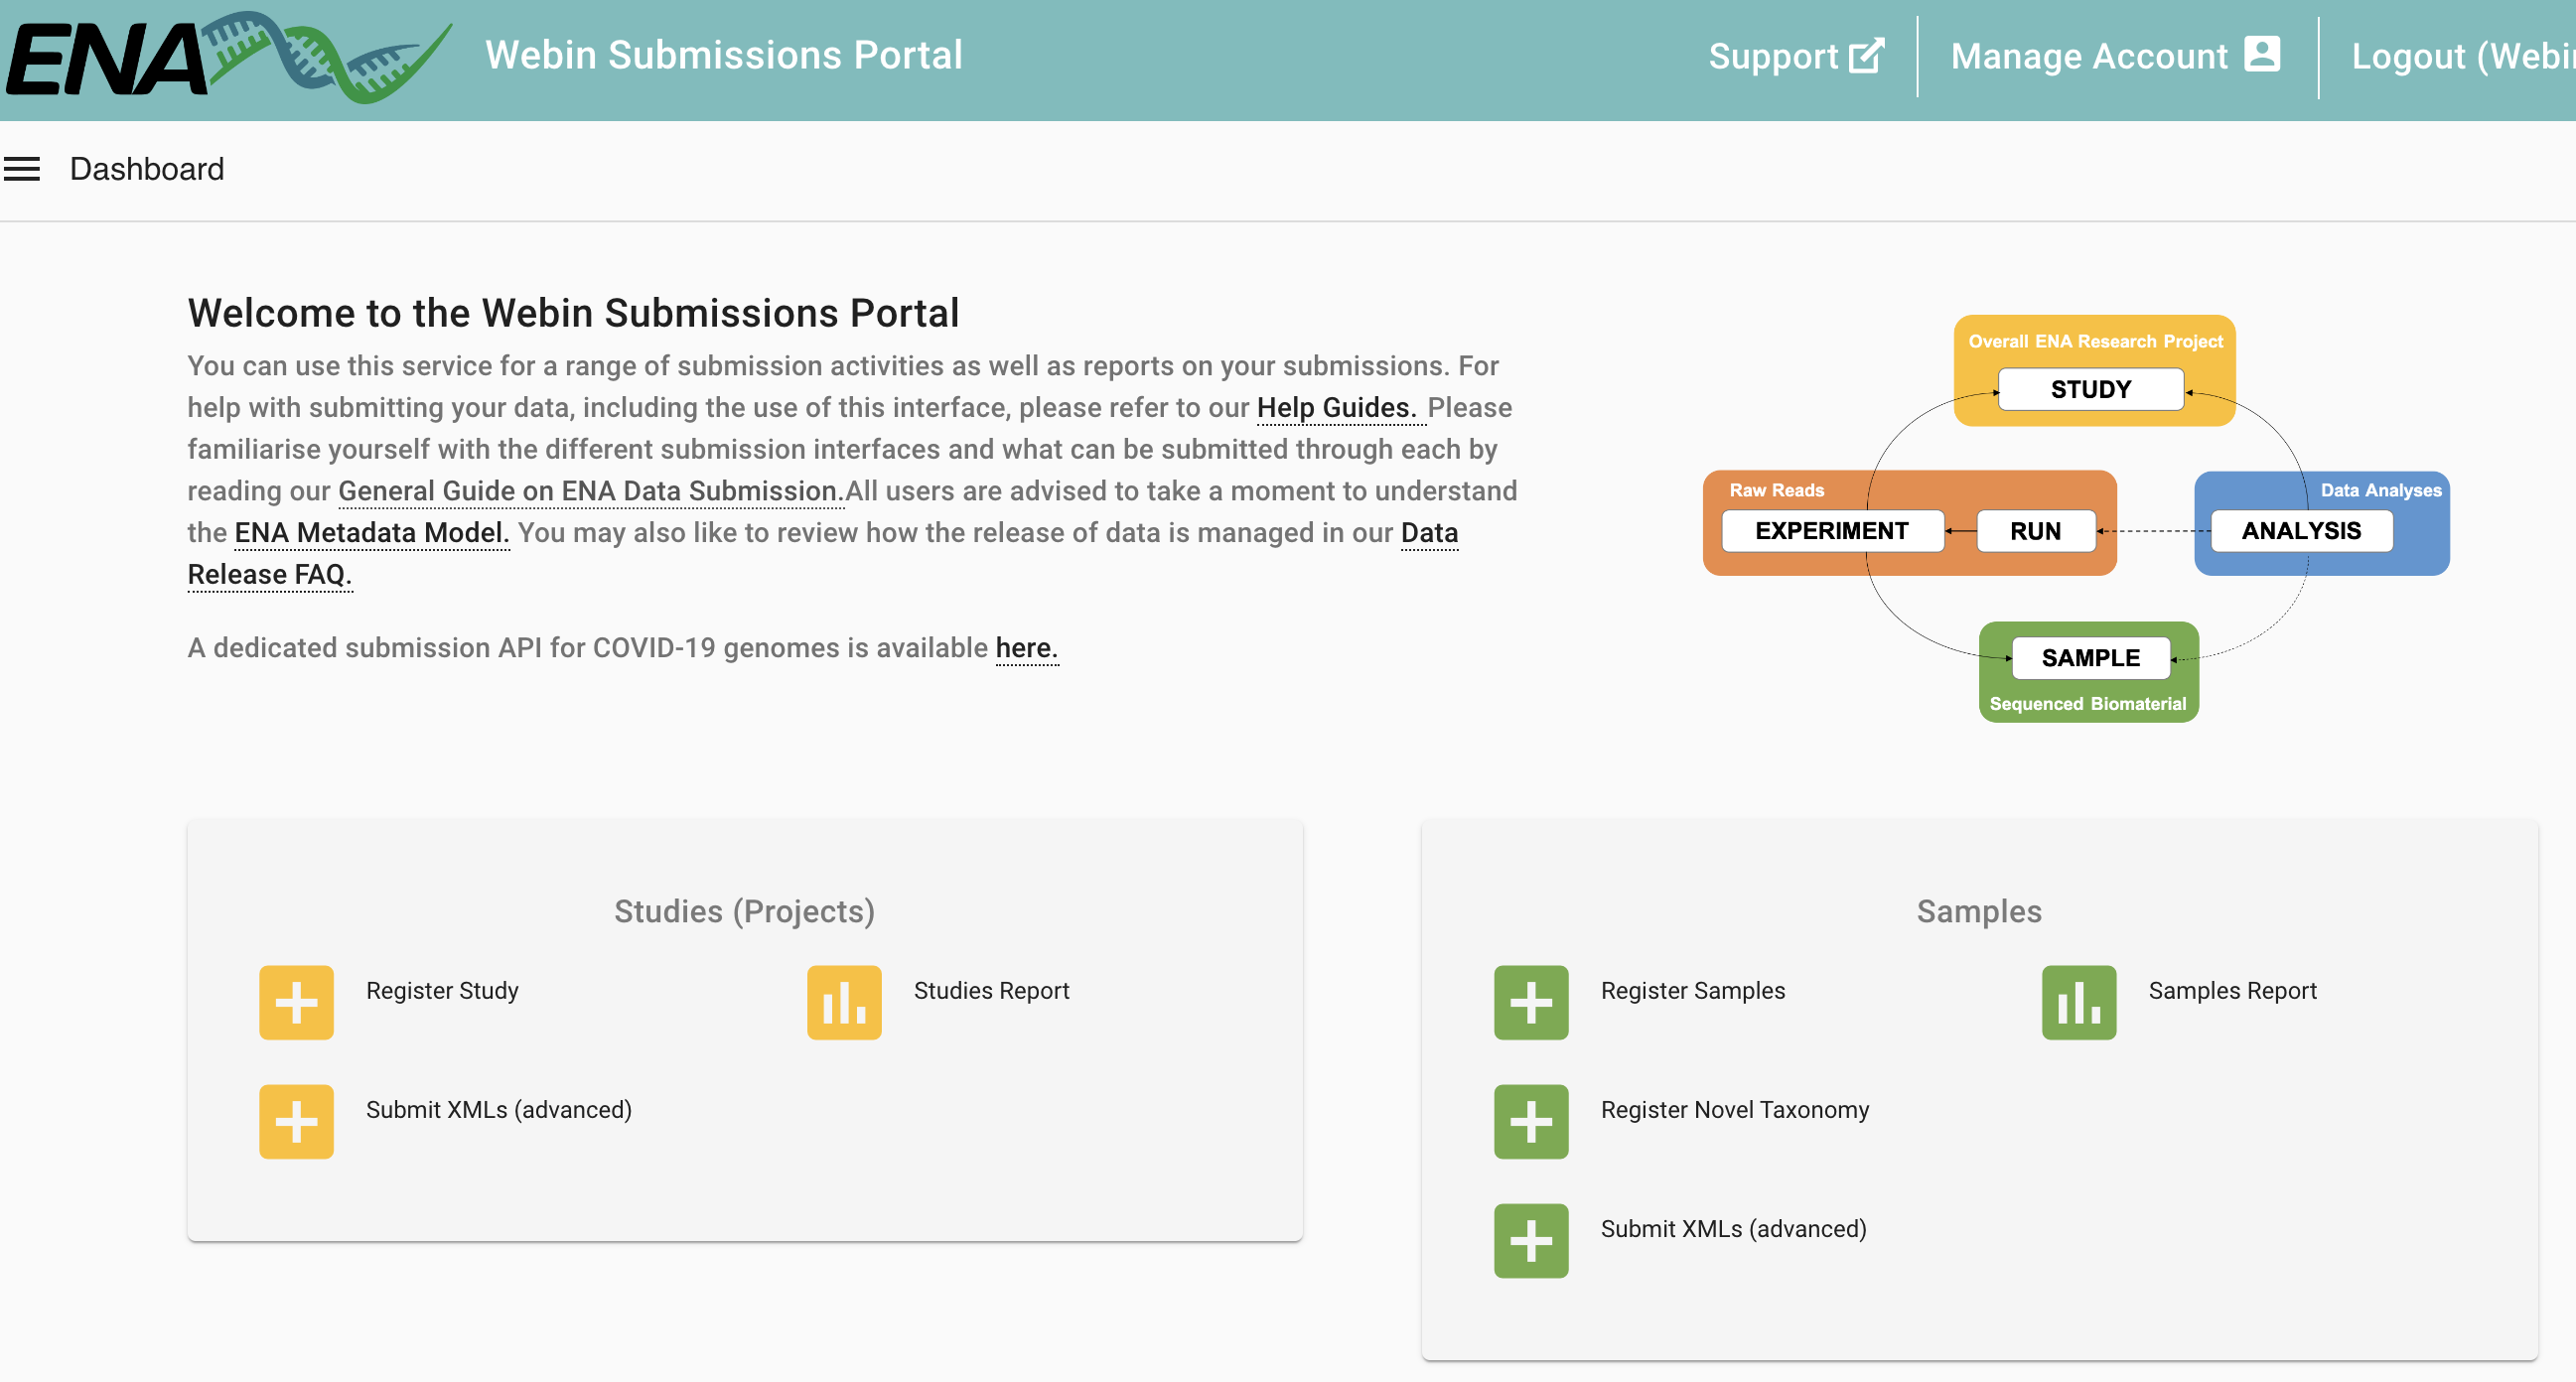 ENA
Webin Submissions Portal
Support
Manage Account
Logout (Webin
Dashboard
Welcome to the Webin Submissions Portal
You can use this service for a range of submission activities as well as reports on your submissions. For
help with submitting your data, including the use of this interface, please refer to our Help Guides. Please
familiarise yourself with the different submission interfaces and what can be submitted through each by
reading our General Guide on ENA Data Submission.All users are advised to take a moment to understand
the ENA Metadata Model. You may also like to review how the release of data is managed in our Data
Release FAQ.
A dedicated submission API for COVID-19 genomes is available here.
Overall ENA Research Project
STUDY
Raw Reads
EXPERIMENT
RUN
Data Analyses
ANALYSIS
SAMPLE
Sequenced Biomaterial
Studies (Projects)
Register Study
Studies Report
Submit XMLs (advanced)
Samples
Register Samples
Samples Report
Register Novel Taxonomy
Submit XMLs (advanced)